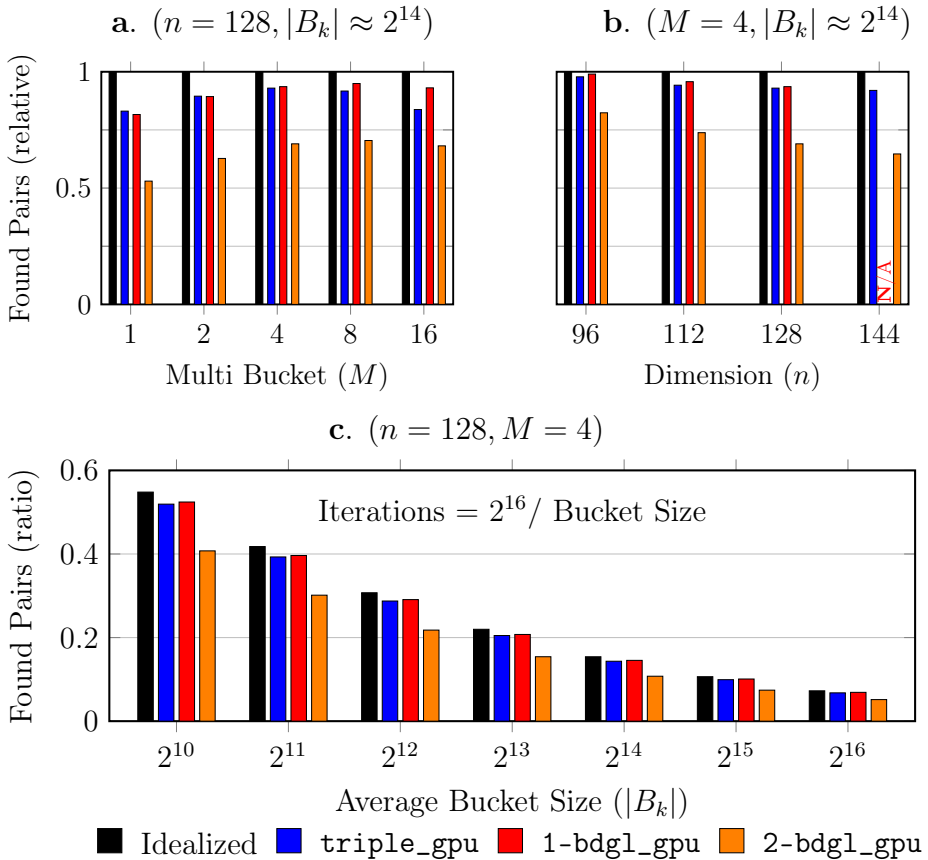 a. (n = 128, |B_k| ≈ 2^14)
Found Pairs (relative)
1
0.5
0
1 2 4 8 16
Multi Bucket (M)
b. (M = 4, |B_k| ≈ 2^14)
N/A
96 112 128 144
Dimension (n)
c. (n = 128, M = 4)
Found Pairs (ratio)
0.6
0.4
0.2
0
Iterations = 2^16/ Bucket Size
2^10 2^11 2^12 2^13 2^14 2^15 2^16
Average Bucket Size (|B_k|)
Idealized triple_gpu 1-bdgl_gpu 2-bdgl_gpu